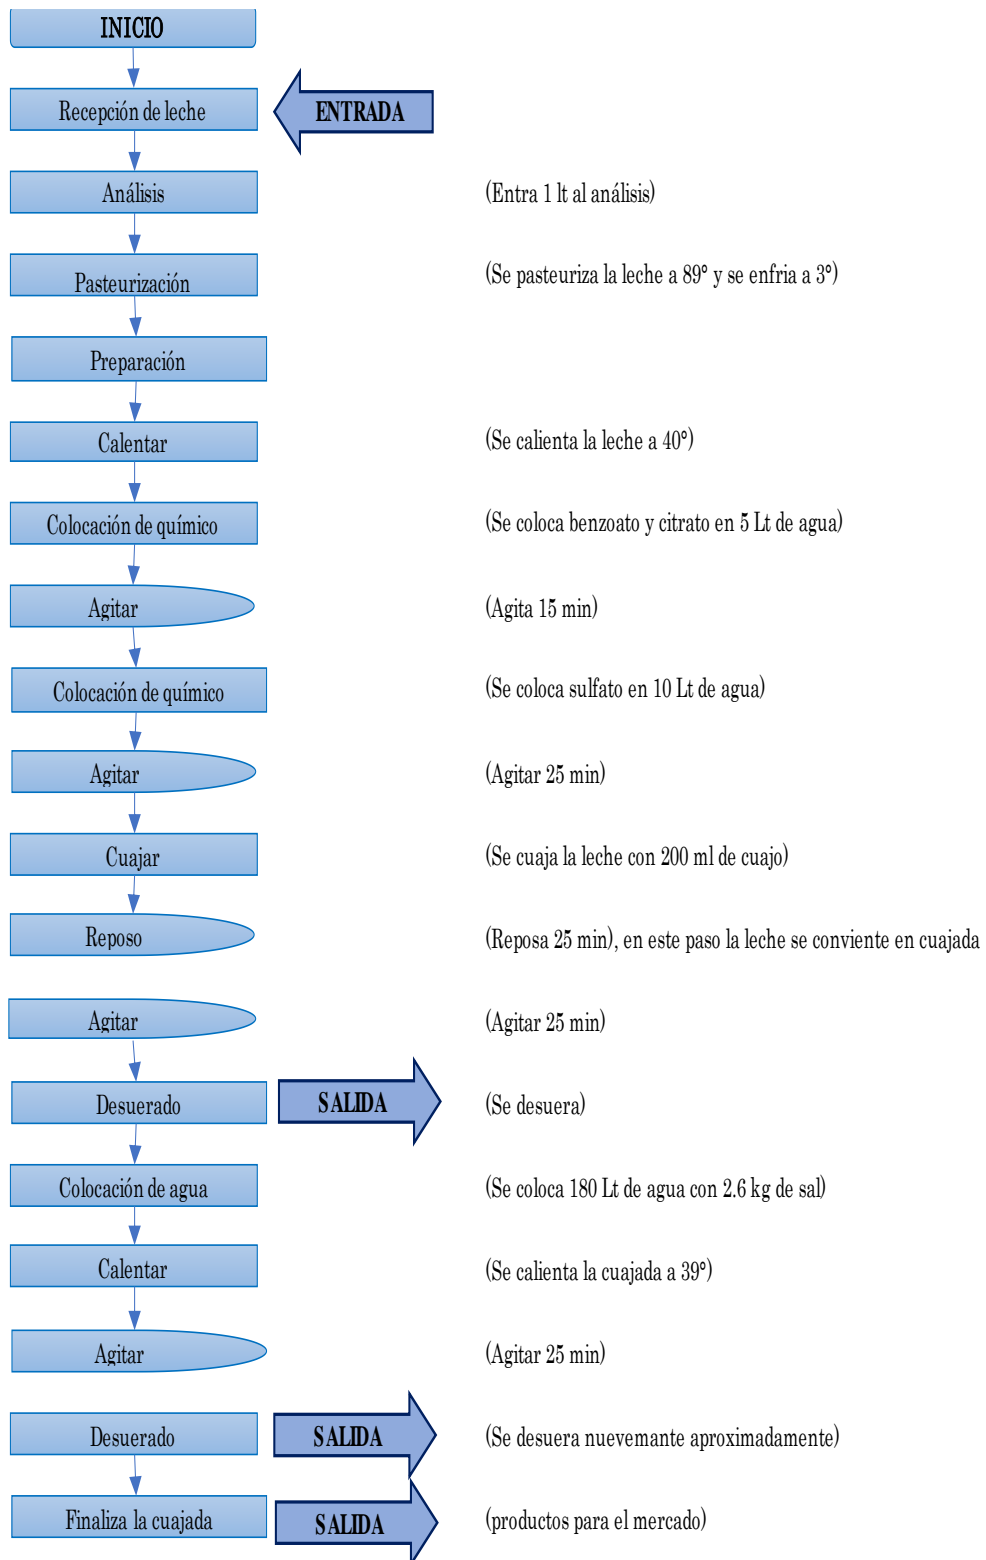 INICIO
Recepción de leche
ENTRADA
Análisis
(Entra 1 lt al análisis)
Pasteurización
(Se pasteuriza la leche a 89° y se enfria a 3°)
Preparación
Calentar
(Se calienta la leche a 40°)
Colocación de químico
(Se coloca benzoato y citrato en 5 Lt de agua)
Agitar
(Agita 15 min)
Colocación de químico
(Se coloca sulfato en 10 Lt de agua)
Agitar
(Agitar 25 min)
Cuajar
(Se cuaja la leche con 200 ml de cuajo)
Reposo
(Reposa 25 min), en este paso la leche se conviente en cuajada
Agitar
(Agitar 25 min)
Desuerado
SALIDA
(Se desuera)
Colocación de agua
(Se coloca 180 Lt de agua con 2.6 kg de sal)
Calentar
(Se calienta la cuajada a 39°)
Agitar
(Agitar 25 min)
Desuerado
SALIDA
(Se desuera nuevemante aproximadamente)
Finaliza la cuajada
SALIDA
(productos para el mercado)